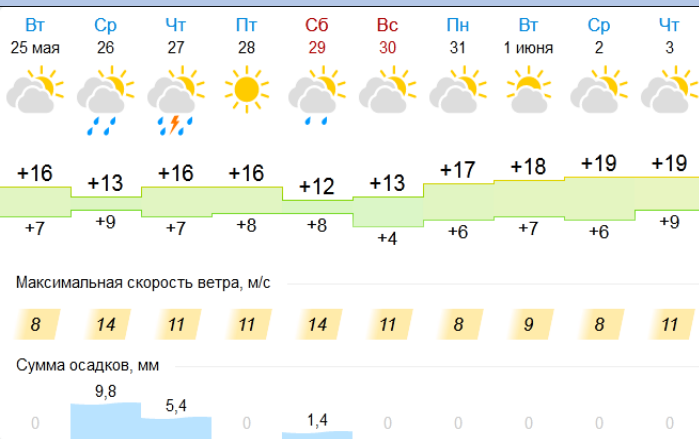 Вт Ср Чт Пт Сб Вс Пн Вт Ср Чт
25 мая 26 27 28 29 30 31 1 июня 2 3
+16 +13 +16 +16 +12 +13 +17 +18 +19 +19
+7 +9 +7 +8 +8 +4 +6 +7 +6 +9
Максимальная скорость ветра, м/с
8 14 11 11 14 11 8 9 8 11
Сумма осадков, мм
0 9,8 5,4 0 1,4 0 0 0 0 0